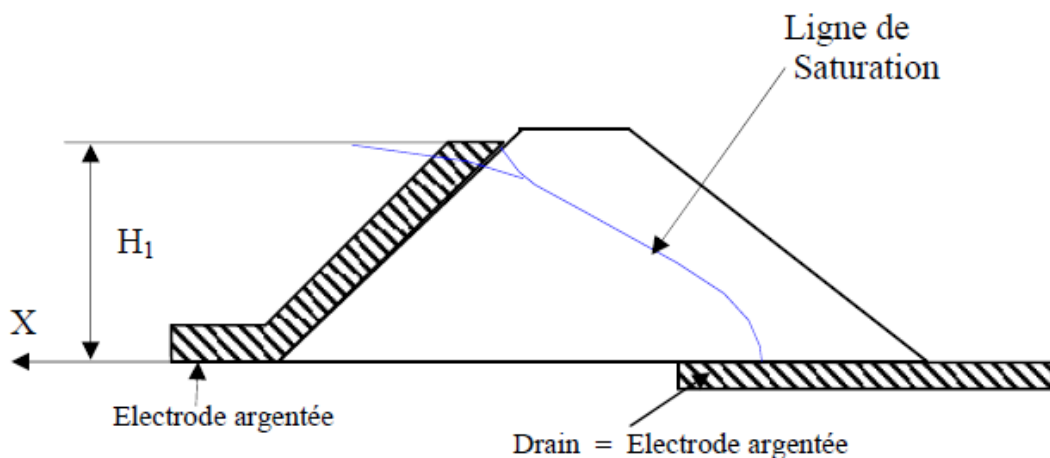 Ligne de
Saturation
H₁
X
Electrode argentée
Drain = Electrode argentée